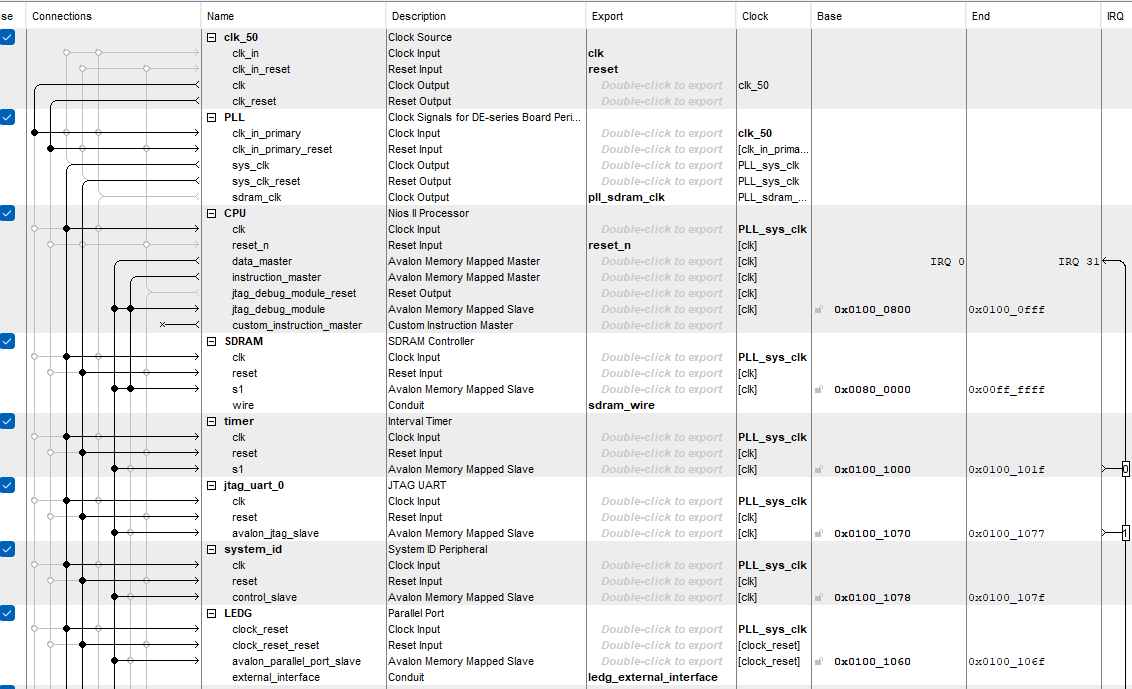 se Connections Name Description Export Clock Base End IRQ
clk_50 Clock Source
clk_in Clock Input clk
clk_in_reset Reset Input reset
clk Clock Output Double-click to export clk_50
clk_reset Reset Output Double-click to export
PLL Clock Signals for DE-series Board Peri...
clk_in_primary Clock Input Double-click to export clk_50
clk_in_primary_reset Reset Input Double-click to export [clk_in_prima...
sys_clk Clock Output Double-click to export PLL_sys_clk
sys_clk_reset Reset Output Double-click to export PLL_sys_clk
sdram_clk Clock Output pll_sdram_clk PLL_sdram_...
CPU Nios II Processor
clk Clock Input Double-click to export PLL_sys_clk
reset_n Reset Input reset_n [clk]
data_master Avalon Memory Mapped Master Double-click to export [clk] IRQ 0 IRQ 31
instruction_master Avalon Memory Mapped Master Double-click to export [clk]
jtag_debug_module_reset Reset Output Double-click to export [clk]
jtag_debug_module Avalon Memory Mapped Slave Double-click to export [clk] 0x0100_0800 0x0100_0fff
custom_instruction_master Custom Instruction Master Double-click to export
SDRAM SDRAM Controller
clk Clock Input Double-click to export PLL_sys_clk
reset Reset Input Double-click to export [clk]
s1 Avalon Memory Mapped Slave Double-click to export [clk] 0x0080_0000 0x00ff_ffff
wire Conduit sdram_wire
timer Interval Timer
clk Clock Input Double-click to export PLL_sys_clk
reset Reset Input Double-click to export [clk]
s1 Avalon Memory Mapped Slave Double-click to export [clk] 0x0100_1000 0x0100_101f 0
jtag_uart_0 JTAG UART
clk Clock Input Double-click to export PLL_sys_clk
reset Reset Input Double-click to export [clk]
avalon_jtag_slave Avalon Memory Mapped Slave Double-click to export [clk] 0x0100_1070 0x0100_1077 1
system_id System ID Peripheral
clk Clock Input Double-click to export PLL_sys_clk
reset Reset Input Double-click to export [clk]
control_slave Avalon Memory Mapped Slave Double-click to export [clk] 0x0100_1078 0x0100_107f
LEDG Parallel Port
clock_reset Clock Input Double-click to export PLL_sys_clk
clock_reset_reset Reset Input Double-click to export [clock_reset]
avalon_parallel_port_slave Avalon Memory Mapped Slave Double-click to export [clock_reset] 0x0100_1060 0x0100_106f
external_interface Conduit ledg_external_interface